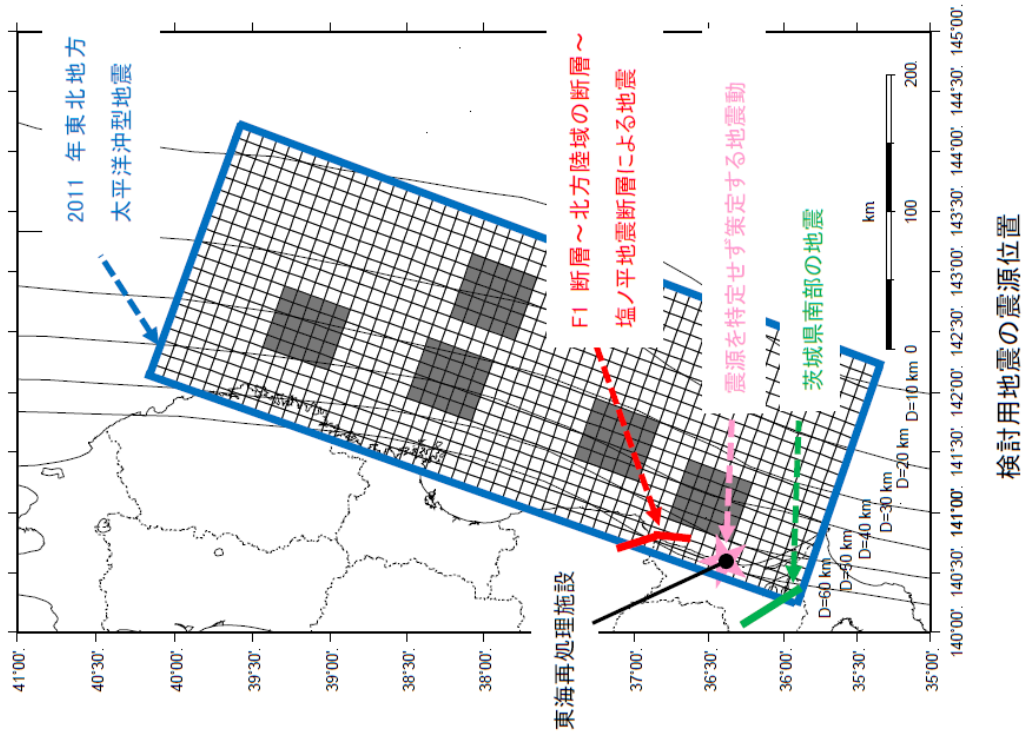 2011 年東北地方
太平洋沖型地震
F1 断層～北方陸域の断層～
塩ノ平地震断層による地震
震源を特定せず策定する地震動
茨城県南部の地震
東海再処理施設
41°00'.
40°30'.
40°00'.
39°30'.
39°00'.
38°30'.
38°00'.
37°00'.
36°30'.
36°00'.
35°30'.
35°00'.
km
0
100
200.
D=60 km
D=50 km
D=40 km
D=30 km
D=20 km
D=10 km
140°00'.
140°30'.
141°00'.
141°30'.
142°00'.
142°30'.
143°00'.
143°30'.
144°00'.
144°30'.
145°00'.
検討用地震の震源位置